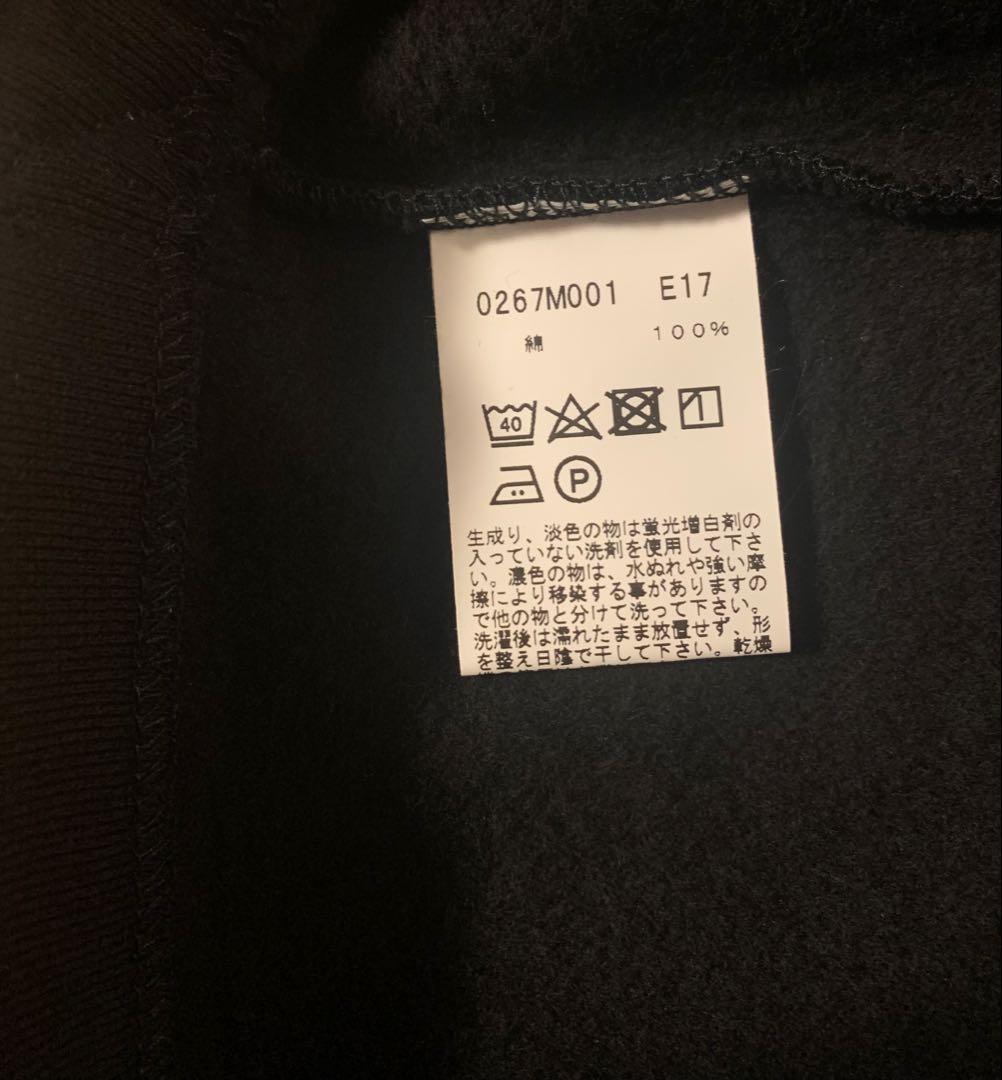 0267M001 E17
綿 100%
40
P
生成り、淡色の物は蛍光増白剤の
入っていない洗剤を使用して下さ
い。濃色の物は、水ぬれや強い摩
擦により移染する事がありますの
で他の物と分けて洗って下さい。
洗濯後は濡れたまま放置せず、形
を整え日陰で干して下さい。乾燥